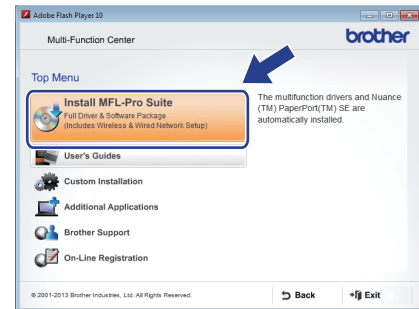 Adobe Flash Player 10
Multi-Function Center
brother
Top Menu
Install MFL-Pro Suite
Full Driver & Software Package
(Includes Wireless & Wired Network Setup)
The multifunction drivers and Nuance
(TM) PaperPort(TM) SE are
automatically installed.
User's Guides
Custom Installation
Additional Applications
Brother Support
On-Line Registration
© 2001-2013 Brother Industries, Ltd. All Rights Reserved.
Back
Exit